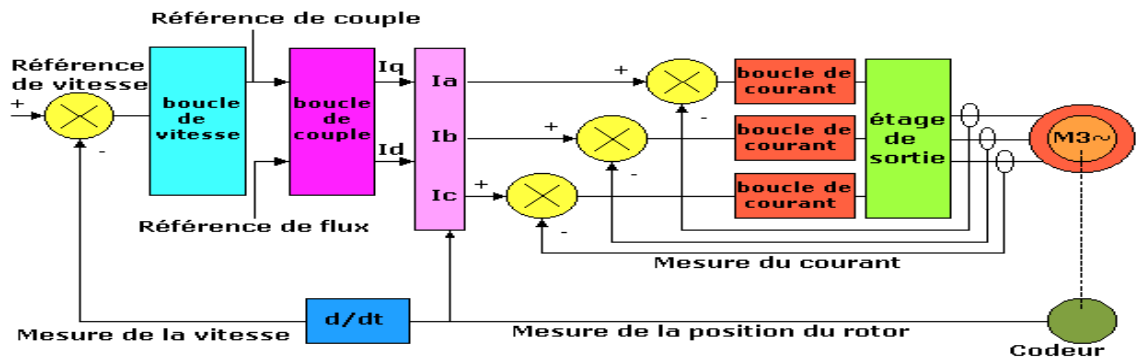 Référence de couple
Référence
de vitesse
+
-
boucle
de
vitesse
boucle
de
couple
Iq
Id
Référence de flux
Ia
Ib
Ic
+
-
+
-
+
-
boucle de
courant
boucle de
courant
boucle de
courant
étage
de
sortie
M3~
Mesure du courant
Mesure de la vitesse
d/dt
Mesure de la position du rotor
Codeur